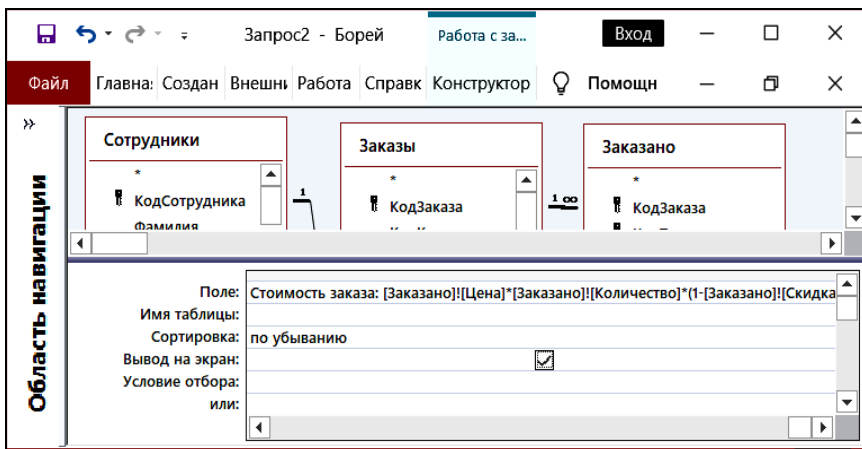 Запрос2 - Борей
Работа с за...
Вход
Файл Главна: Создан Внешни Работа Справк Конструктор Помощн
Область навигации
Сотрудники
*
КодСотрудника
Фамилия
1
Заказы
*
КодЗаказа
1 ∞
Заказано
*
КодЗаказа
Поле: Стоимость заказа: [Заказано]![Цена]*[Заказано]![Количество]*(1-[Заказано]![Скидка
Имя таблицы:
Сортировка: по убыванию
Вывод на экран:
Условие отбора:
или: